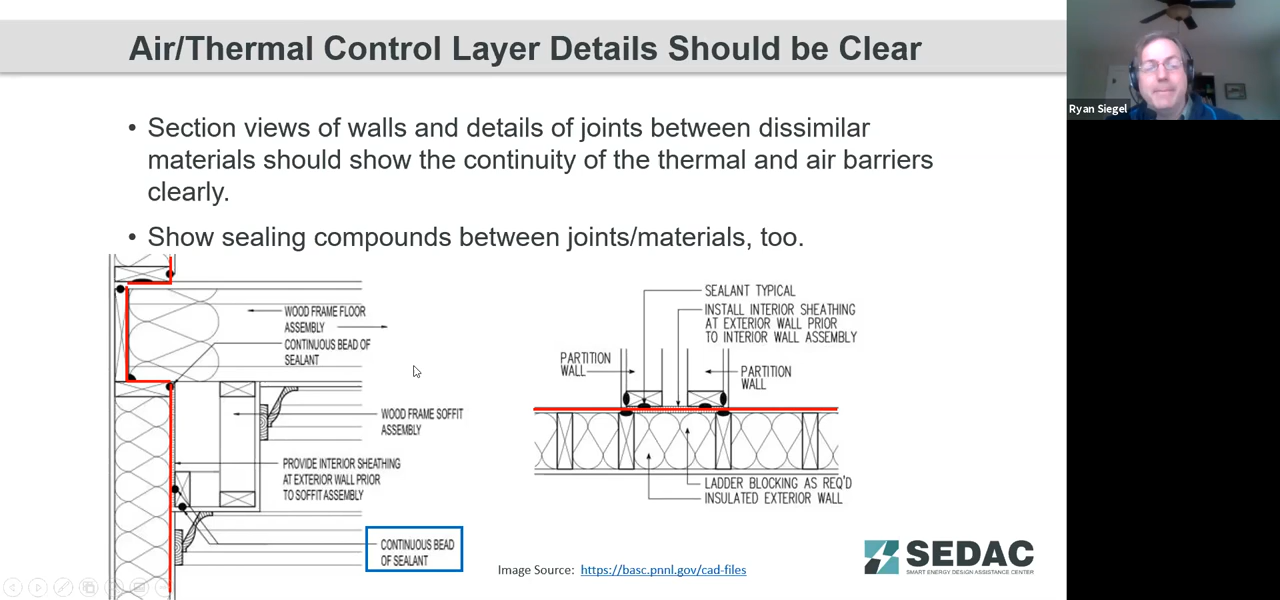 Air/Thermal Control Layer Details Should be Clear
Ryan Siegel
• Section views of walls and details of joints between dissimilar
materials should show the continuity of the thermal and air barriers
clearly.
• Show sealing compounds between joints/materials, too.
WOOD FRAME FLOOR
ASSEMBLY
CONTINUOUS BEAD OF
SEALANT
WOOD FRAME SOFFIT
ASSEMBLY
PROVIDE INTERIOR SHEATHING
AT EXTERIOR WALL PRIOR
TO SOFFIT ASSEMBLY
CONTINUOUS BEAD
OF SEALANT
SEALANT TYPICAL
INSTALL INTERIOR SHEATHING
AT EXTERIOR WALL PRIOR
TO INTERIOR WALL ASSEMBLY
PARTITION
WALL
PARTITION
WALL
LADDER BLOCKING AS REQ'D
INSULATED EXTERIOR WALL
Image Source: https://basc.pnnl.gov/cad-files
SEDAC
SMART ENERGY DESIGN ASSISTANCE CENTER